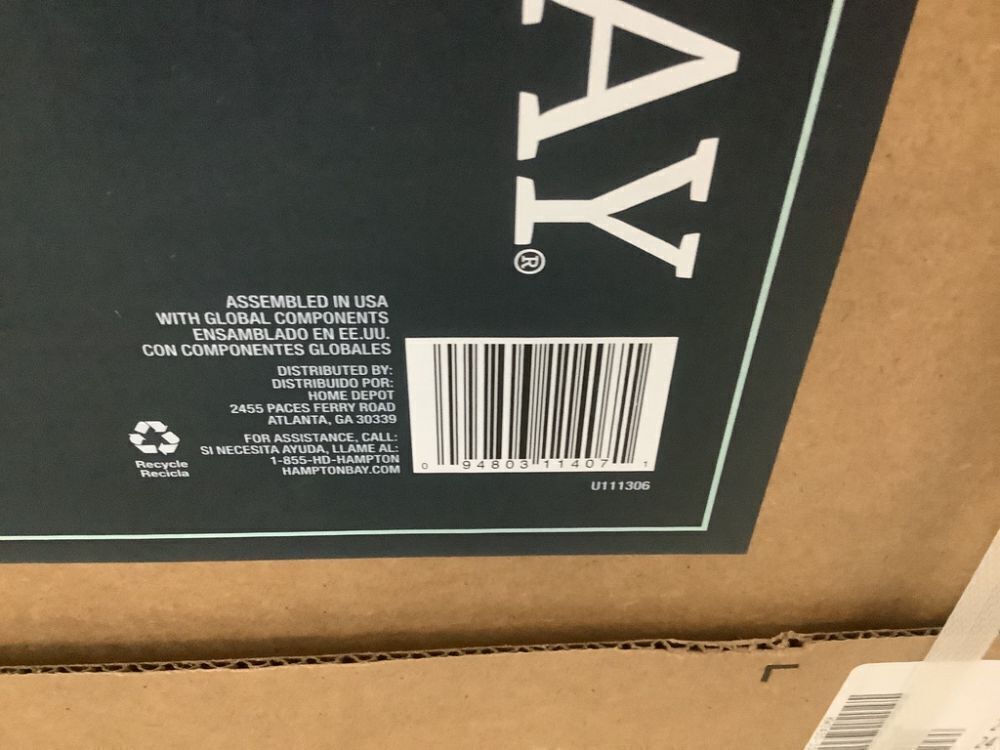 AY®
ASSEMBLED IN USA
WITH GLOBAL COMPONENTS
ENSAMBLADO EN EE.UU.
CON COMPONENTES GLOBALES
DISTRIBUTED BY:
DISTRIBUIDO POR:
HOME DEPOT
2455 PACES FERRY ROAD
ATLANTA, GA 30339
FOR ASSISTANCE, CALL:
SI NECESITA AYUDA, LLAME AL:
1-855-HD-HAMPTON
HAMPTONBAY.COM
Recycle
Recicla
0 94803 11407 1
U111306